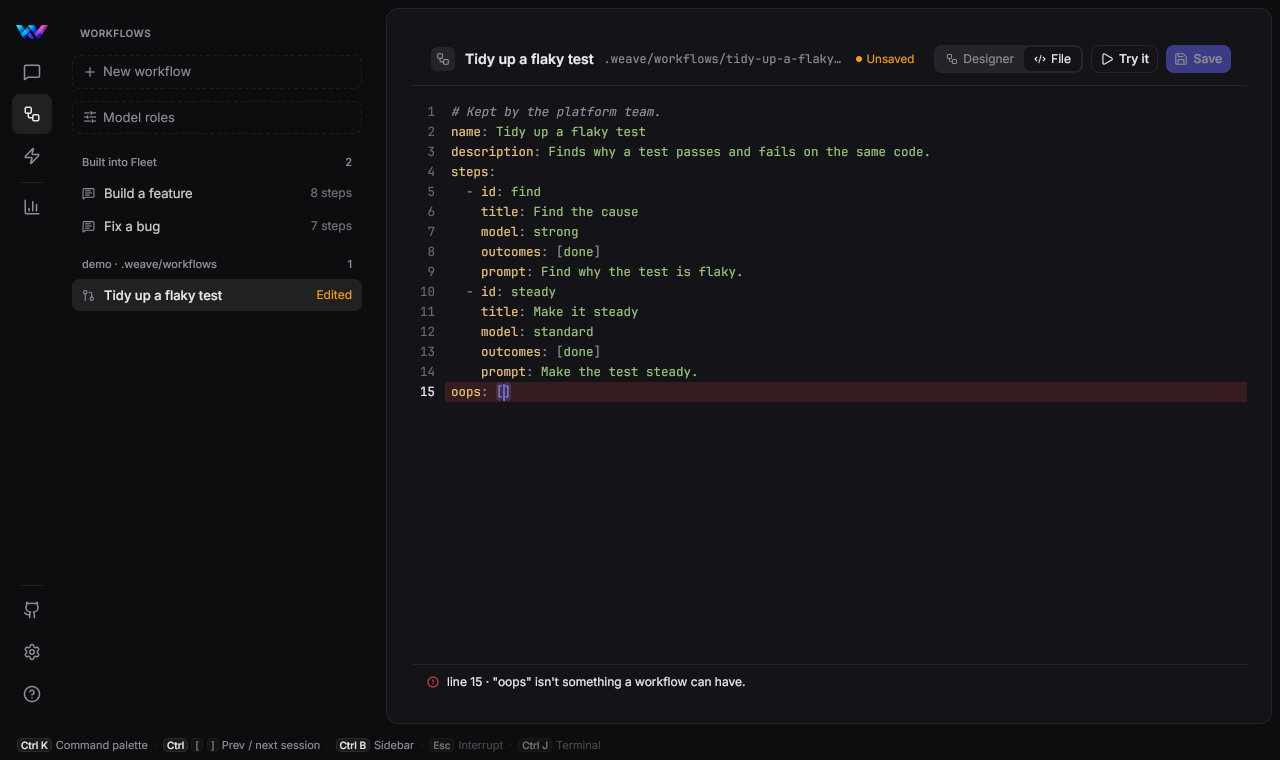 WORKFLOWS
New workflow
Model roles
Built into Fleet 2
Build a feature 8 steps
Fix a bug 7 steps
demo · .weave/workflows 1
Tidy up a flaky test Edited
Tidy up a flaky test .weave/workflows/tidy-up-a-flaky… Unsaved Designer File Try it Save
1 # Kept by the platform team.
2 name: Tidy up a flaky test
3 description: Finds why a test passes and fails on the same code.
4 steps:
5 - id: find
6 title: Find the cause
7 model: strong
8 outcomes: [done]
9 prompt: Find why the test is flaky.
10 - id: steady
11 title: Make it steady
12 model: standard
13 outcomes: [done]
14 prompt: Make the test steady.
15 oops: []
line 15 · "oops" isn't something a workflow can have.
Ctrl K Command palette · Ctrl [ ] Prev / next session · Ctrl B Sidebar · Esc Interrupt · Ctrl J Terminal